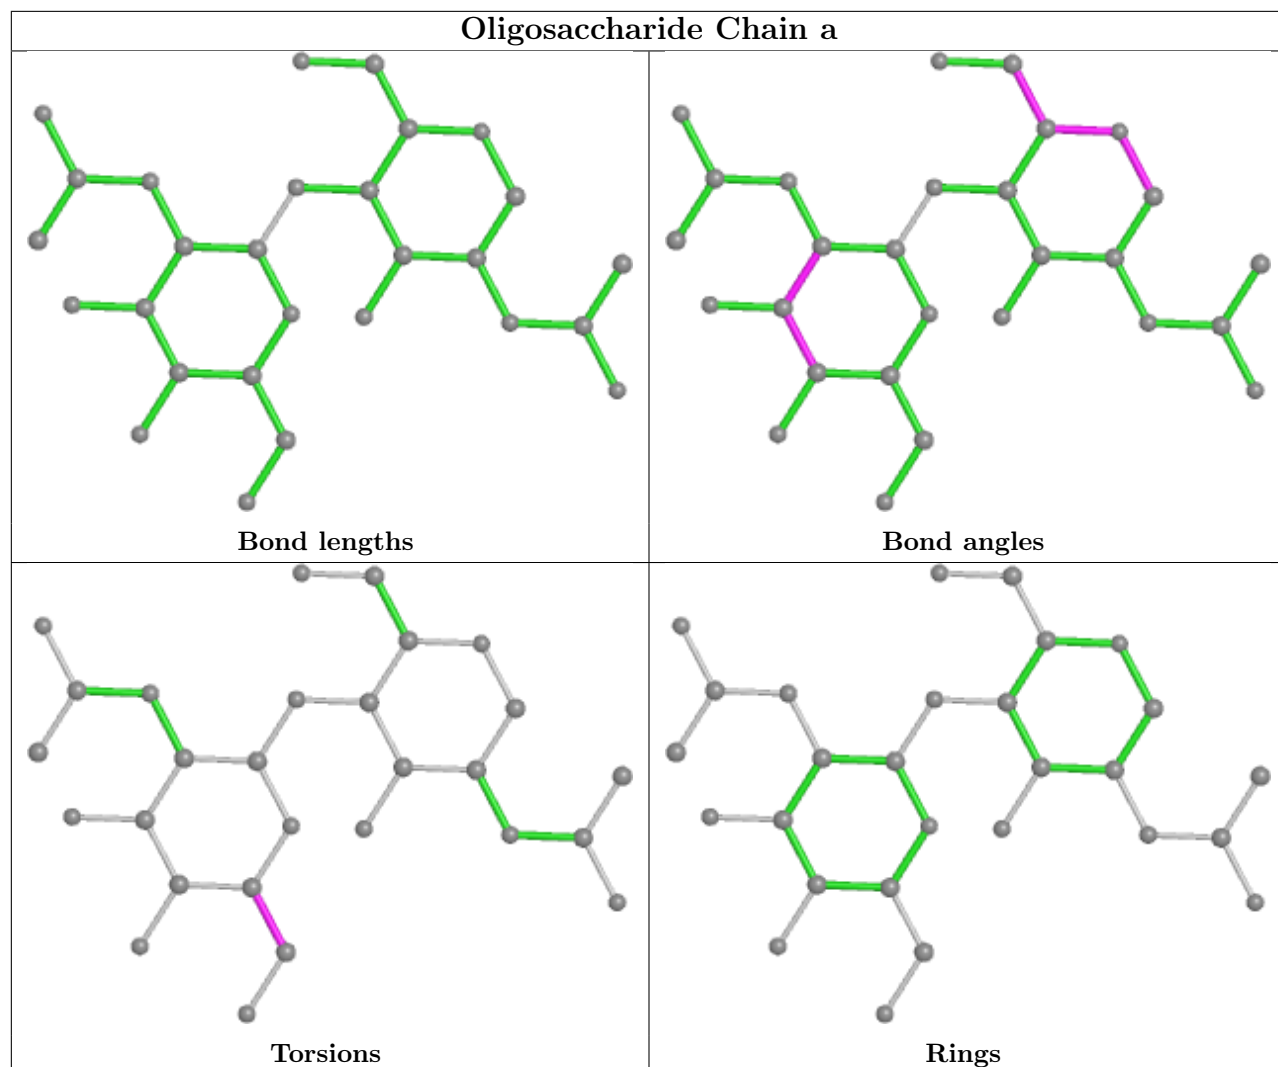 Oligosaccharide Chain a
Bond lengths
Bond angles
Torsions
Rings